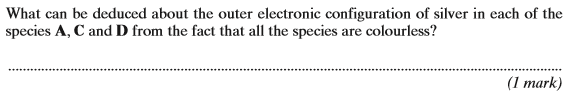 What can be deduced about the outer electronic configuration of silver in each of the
species A, C and D from the fact that all the species are colourless?
(1 mark)